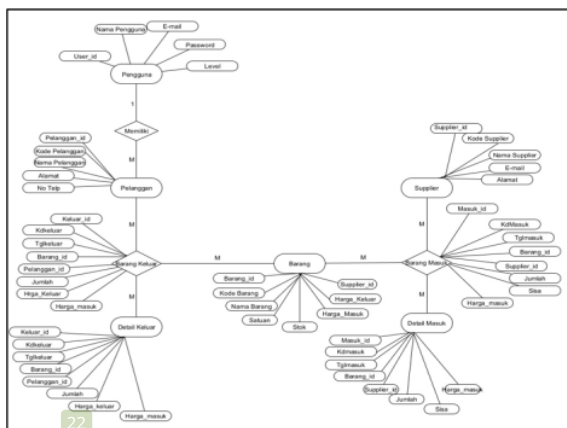 E-mail
Nama Pengguna
Password
User_id
Level
Pengguna
1
Memiliki
M
Pelanggan_id
Kode Pelanggan
Nama Pelanggan
Alamat
No Telp
Pelanggan
M
Supplier_id
Kode Supplier
Nama Supplier
E-mail
Alamat
Supplier
M
Keluar_id
Kdkeluar
Tglkeluar
Barang_id
Pelanggan_id
Jumlah
Hrga_Keluar
Harga_masuk
Barang Keluar
M
Barang
M
Barang Masuk
Masuk_id
KdMasuk
Tglmasuk
Barang_id
Supplier_id
Jumlah
Sisa
Harga_masuk
Barang_id
Kode Barang
Nama Barang
Satuan
Stok
Supplier_id
Harga_Keluar
Harga_Masuk
M
Detail Keluar
Keluar_id
Kdkeluar
Tglkeluar
Barang_id
Pelanggan_id
Jumlah
Harga_keluar
Harga_masuk
M
Detail Masuk
Masuk_id
Kdmasuk
Tglmasuk
Barang_id
Supplier_id
Jumlah
Sisa
Harga_masuk
22